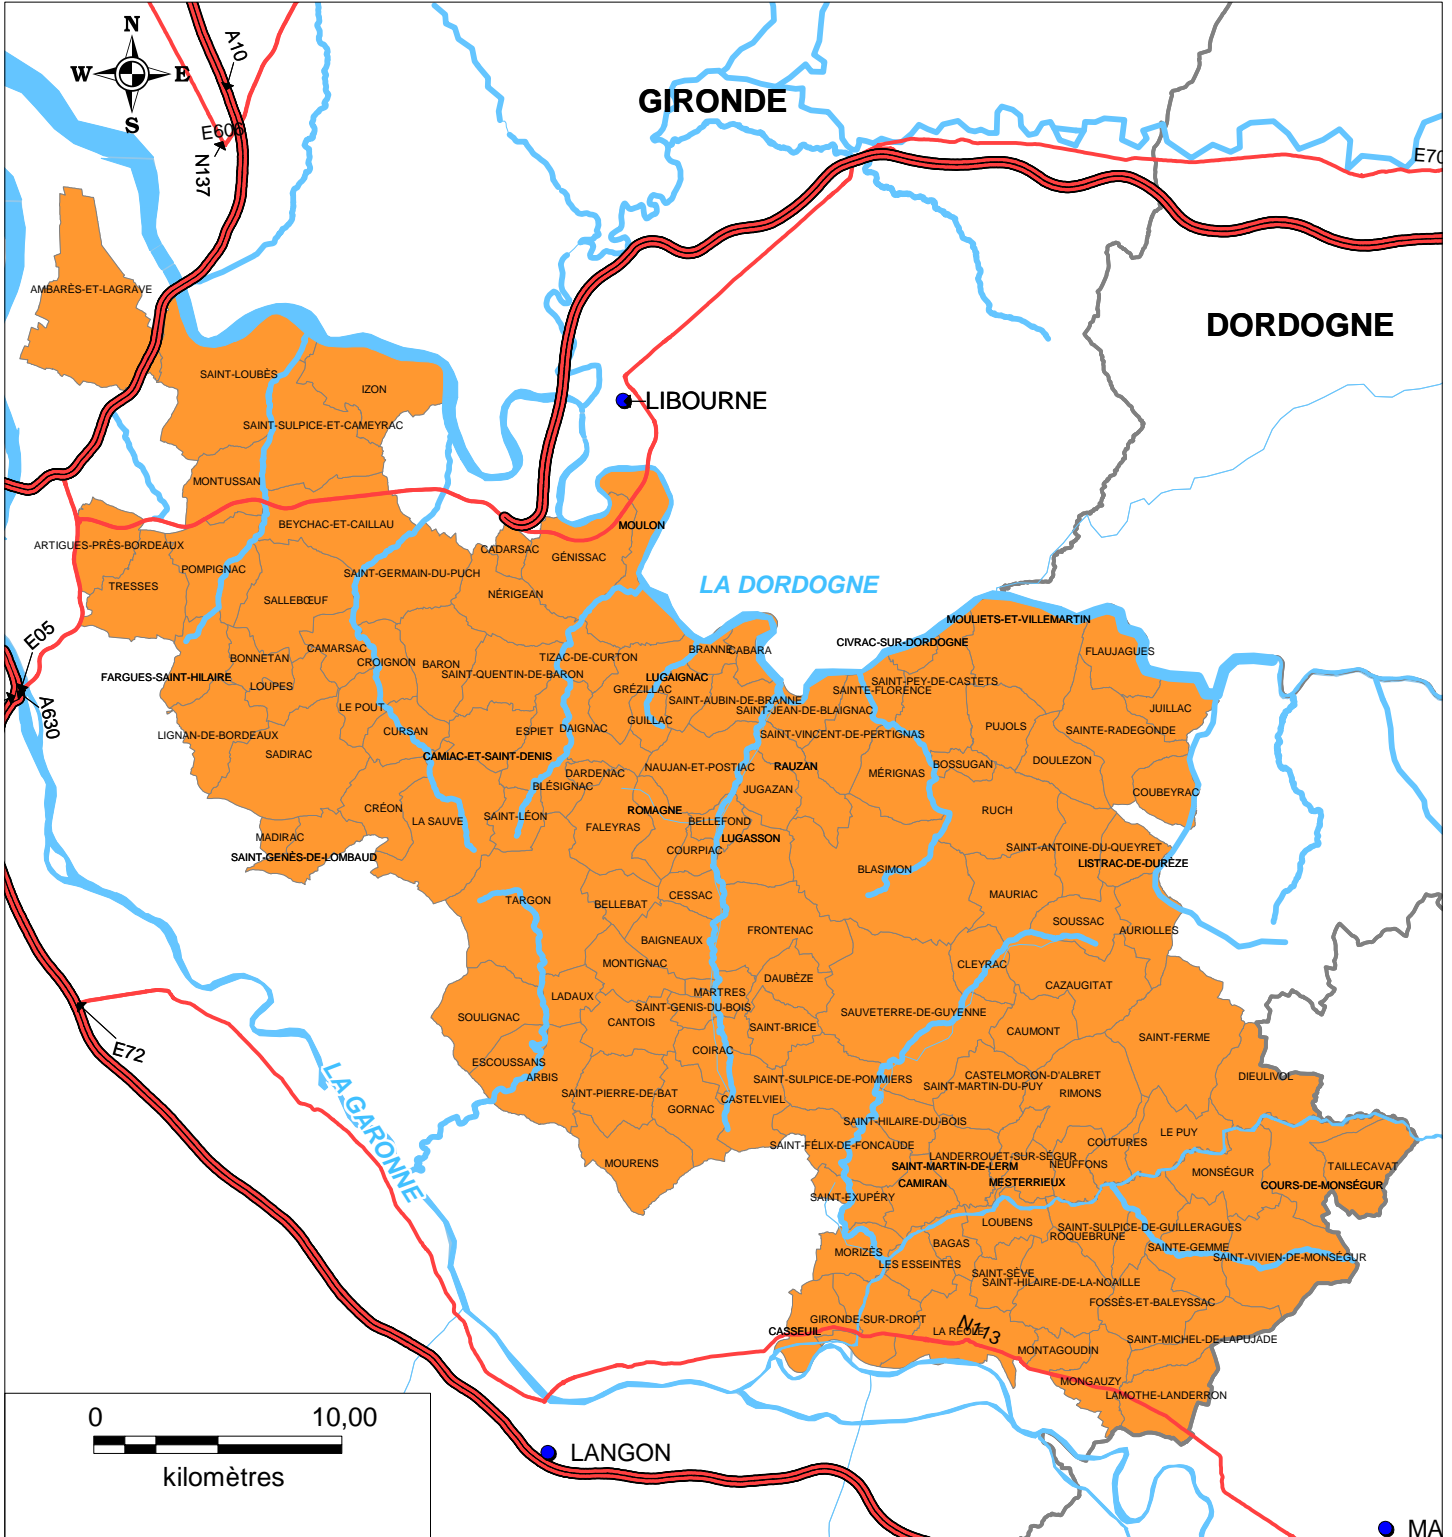 N
W E
S
A10
E606
N137
GIRONDE
E70
AMBARÈS-ET-LAGRAVE
DORDOGNE
SAINT-LOUBÈS
IZON
LIBOURNE
SAINT-SULPICE-ET-CAMEYRAC
MONTUSSAN
BEYCHAC-ET-CAILLAU
MOULON
ARTIGUES-PRÈS-BORDEAUX
CADARSAC
GÉNISSAC
POMPIGNAC
SAINT-GERMAIN-DU-PUCH
TRESSES
LA DORDOGNE
SALLEBŒUF
NÉRIGEAN
MOULIETS-ET-VILLEMARTIN
E05
CIVRAC-SUR-DORDOGNE
CAMARSAC
BRANNE
CABARA
FLAUJAGUES
BONNETAN
CROIGNON
BARON
TIZAC-DE-CURTON
FARGUES-SAINT-HILAIRE
SAINT-QUENTIN-DE-BARON
LUGAIGNAC
SAINT-PEY-DE-CASTETS
LOUPES
GRÉZILLAC
SAINTE-FLORENCE
A630
LE POUT
SAINT-AUBIN-DE-BRANNE
SAINT-JEAN-DE-BLAIGNAC
JUILLAC
GUILLAC
LIGNAN-DE-BORDEAUX
CURSAN
ESPIET
DAIGNAC
SAINT-VINCENT-DE-PERTIGNAS
PUJOLS
SAINTE-RADEGONDE
SADIRAC
CAMIAC-ET-SAINT-DENIS
NAUJAN-ET-POSTIAC
RAUZAN
MÉRIGNAS
BOSSUGAN
DOULEZON
DARDENAC
BLÉSIGNAC
JUGAZAN
COUBEYRAC
CRÉON
LA SAUVE
SAINT-LÉON
ROMAGNE
RUCH
FALEYRAS
BELLEFOND
MADIRAC
LUGASSON
SAINT-GENÈS-DE-LOMBAUD
COURPIAC
SAINT-ANTOINE-DU-QUEYRET
LISTRAC-DE-DURÈZE
BLASIMON
TARGON
BELLEBAT
CESSAC
MAURIAC
SOUSSAC
AURIOLLES
BAIGNEAUX
FRONTENAC
MONTIGNAC
CLEYRAC
DAUBÈZE
CAZAUGITAT
LADAUX
MARTRES
SAINT-GENIS-DU-BOIS
SOULIGNAC
CANTOIS
SAINT-BRICE
SAUVETERRE-DE-GUYENNE
CAUMONT
SAINT-FERME
E72
COIRAC
ESCOUSSANS
ARBIS
SAINT-SULPICE-DE-POMMIERS
CASTELMORON-D'ALBRET
DIEULIVOL
SAINT-MARTIN-DU-PUY
SAINT-PIERRE-DE-BAT
RIMONS
CASTELVIEL
GORNAC
LA GARONNE
SAINT-HILAIRE-DU-BOIS
LE PUY
SAINT-FÉLIX-DE-FONCAUDE
COUTURES
MOURENS
LANDERROUET-SUR-SÉGUR
SAINT-MARTIN-DE-LERM
NEUFFONS
TAILLECAVAT
MONSÉGUR
CAMIRAN
MESTERRIEUX
COURS-DE-MONSÉGUR
SAINT-EXUPÉRY
LOUBENS
SAINT-SULPICE-DE-GUILLERAGUES
ROQUEBRUNE
MORIZÈS
BAGAS
SAINTE-GEMME
SAINT-VIVIEN-DE-MONSÉGUR
LES ESSEINTES
SAINT-SÈVE
SAINT-HILAIRE-DE-LA-NOAILLE
FOSSÈS-ET-BALEYSSAC
GIRONDE-SUR-DROPT
CASSEUIL
LA RÉOLE
N113
SAINT-MICHEL-DE-LAPUJADE
MONTAGOUDIN
MONGAUZY
LAMOTHE-LANDERRON
0 10,00
kilomètres
LANGON
MA